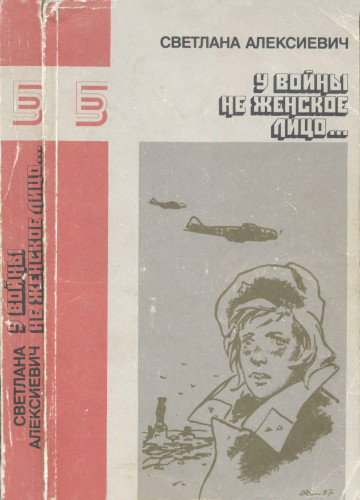 СВЕТЛАНА АЛЕКСИЕВИЧ
У ВОЙНЫ
НЕ ЖЕНСКОЕ
ЛИЦО...
СВЕТЛАНА
АЛЕКСИЕВИЧ
У ВОЙНЫ
НЕ ЖЕНСКОЕ ЛИЦО...